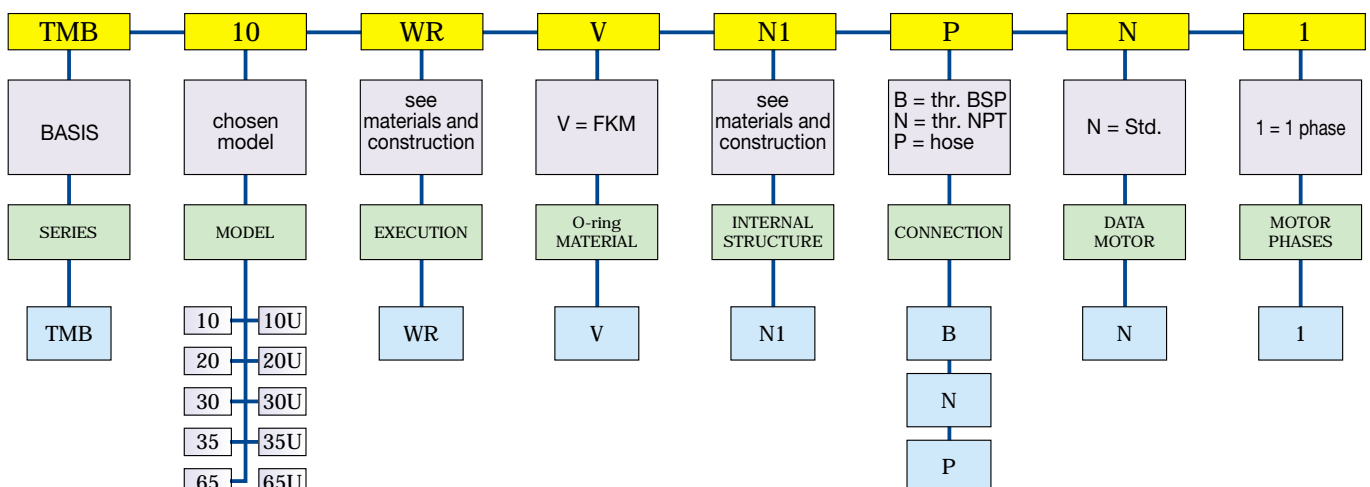 TMB 10 WR V N1 P N 1
BASIS
chosen
model
see
materials and
construction
V = FKM
see
materials and
construction
B = thr. BSP
N = thr. NPT
P = hose
N = Std.
1 = 1 phase
SERIES
MODEL
EXECUTION
O-ring
MATERIAL
INTERNAL
STRUCTURE
CONNECTION
DATA
MOTOR
MOTOR
PHASES
TMB
10 10U
20 20U
30 30U
35 35U
65 65U
WR
V
N1
B
N
P
N
1